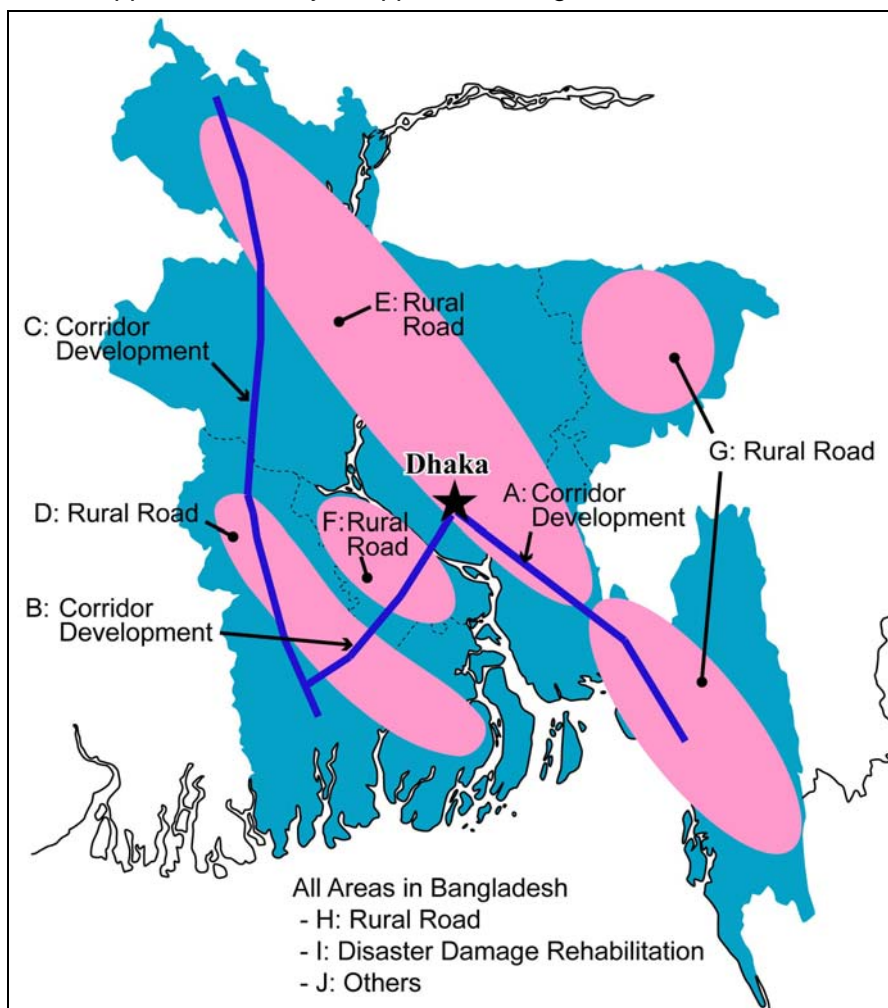 E: Rural
Road
C: Corridor
Development
Dhaka
G: Rural Road
A: Corridor
Development
D: Rural Road
F: Rural
Road
B: Corridor
Development
All Areas in Bangladesh
- H: Rural Road
- I: Disaster Damage Rehabilitation
- J: Others